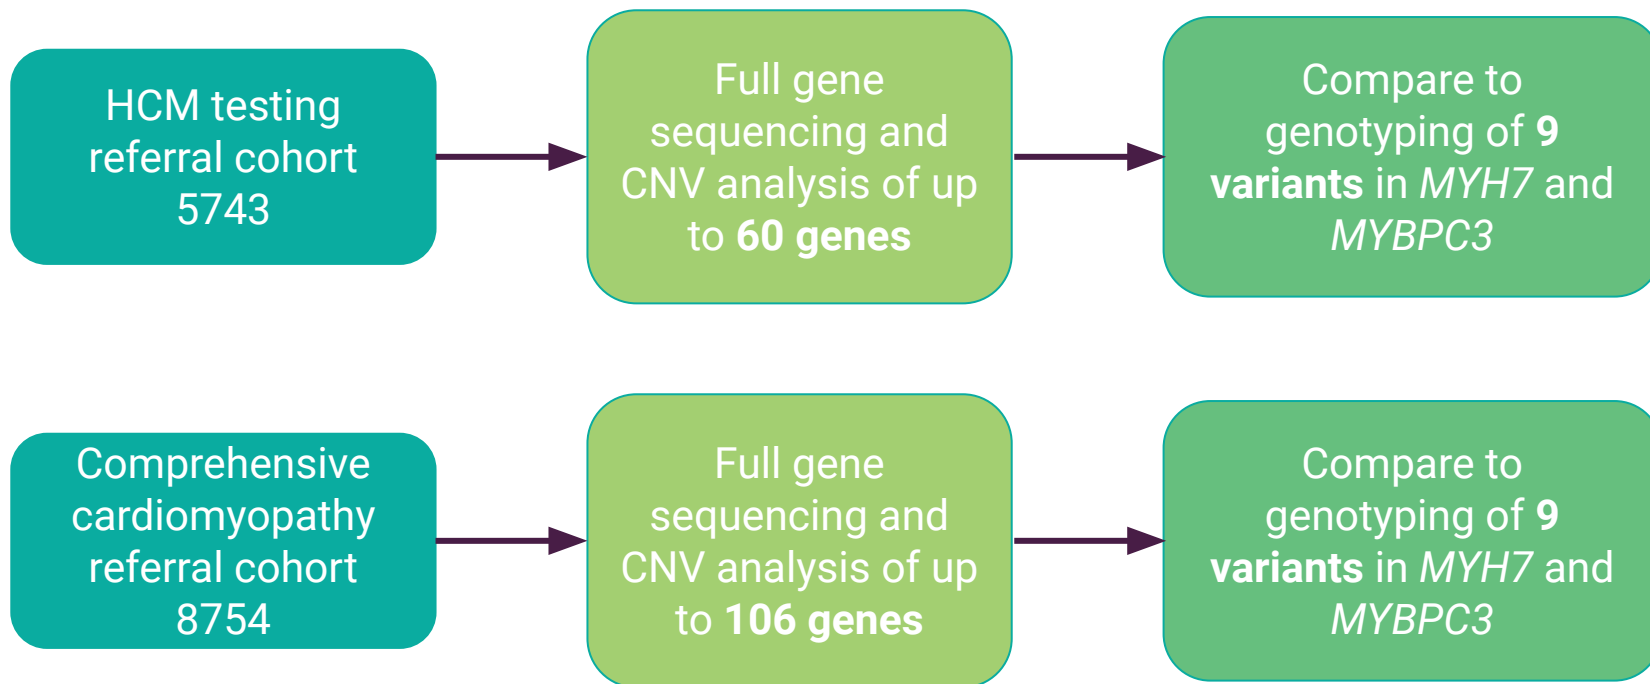 HCM testing
referral cohort
5743
Full gene
sequencing and
CNV analysis of up
to 60 genes
Compare to
genotyping of 9
variants in MYH7 and
MYBPC3
Comprehensive
cardiomyopathy
referral cohort
8754
Full gene
sequencing and
CNV analysis of up
to 106 genes
Compare to
genotyping of 9
variants in MYH7 and
MYBPC3